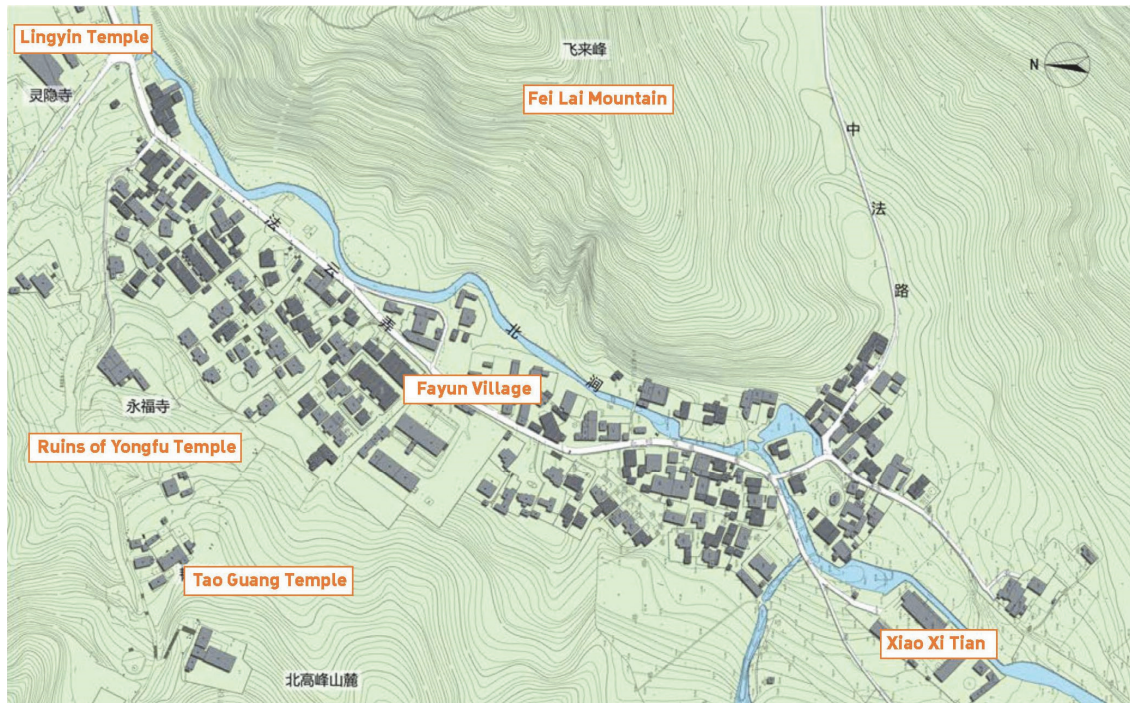 Lingyin Temple
灵隐寺
飞来峰
Fei Lai Mountain
N
中法路
法云弄
北涧
Fayun Village
永福寺
Ruins of Yongfu Temple
Tao Guang Temple
Xiao Xi Tian
北高峰山麓